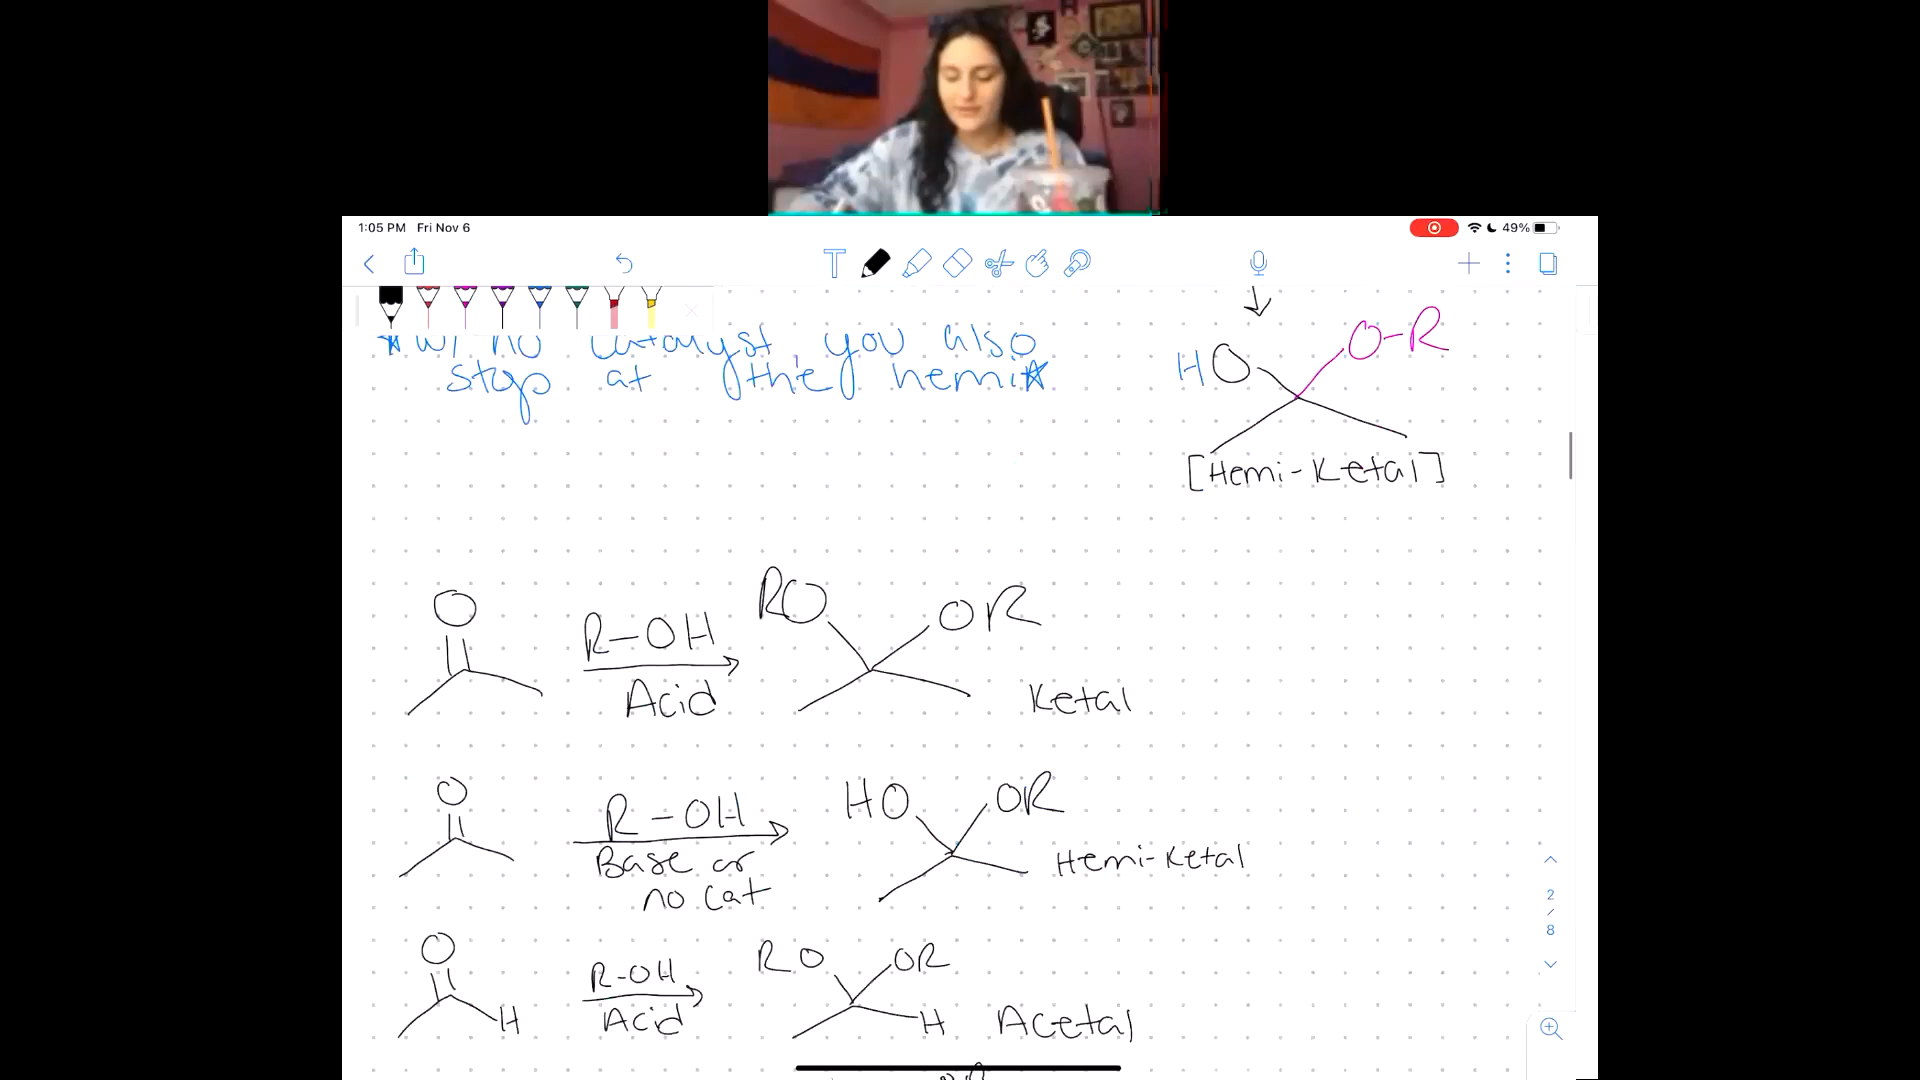 1:05 PM Fri Nov 6
49%
T
*w/ no catalyst, you also
stop at the hemi*
HO
O-R
[Hemi-Ketal]
O
R-OH
Acid
RO
OR
Ketal
O
R-OH
Base or
no cat
HO
OR
Hemi-Ketal
O
H
R-OH
Acid
RO
OR
H
Acetal
2
/
8